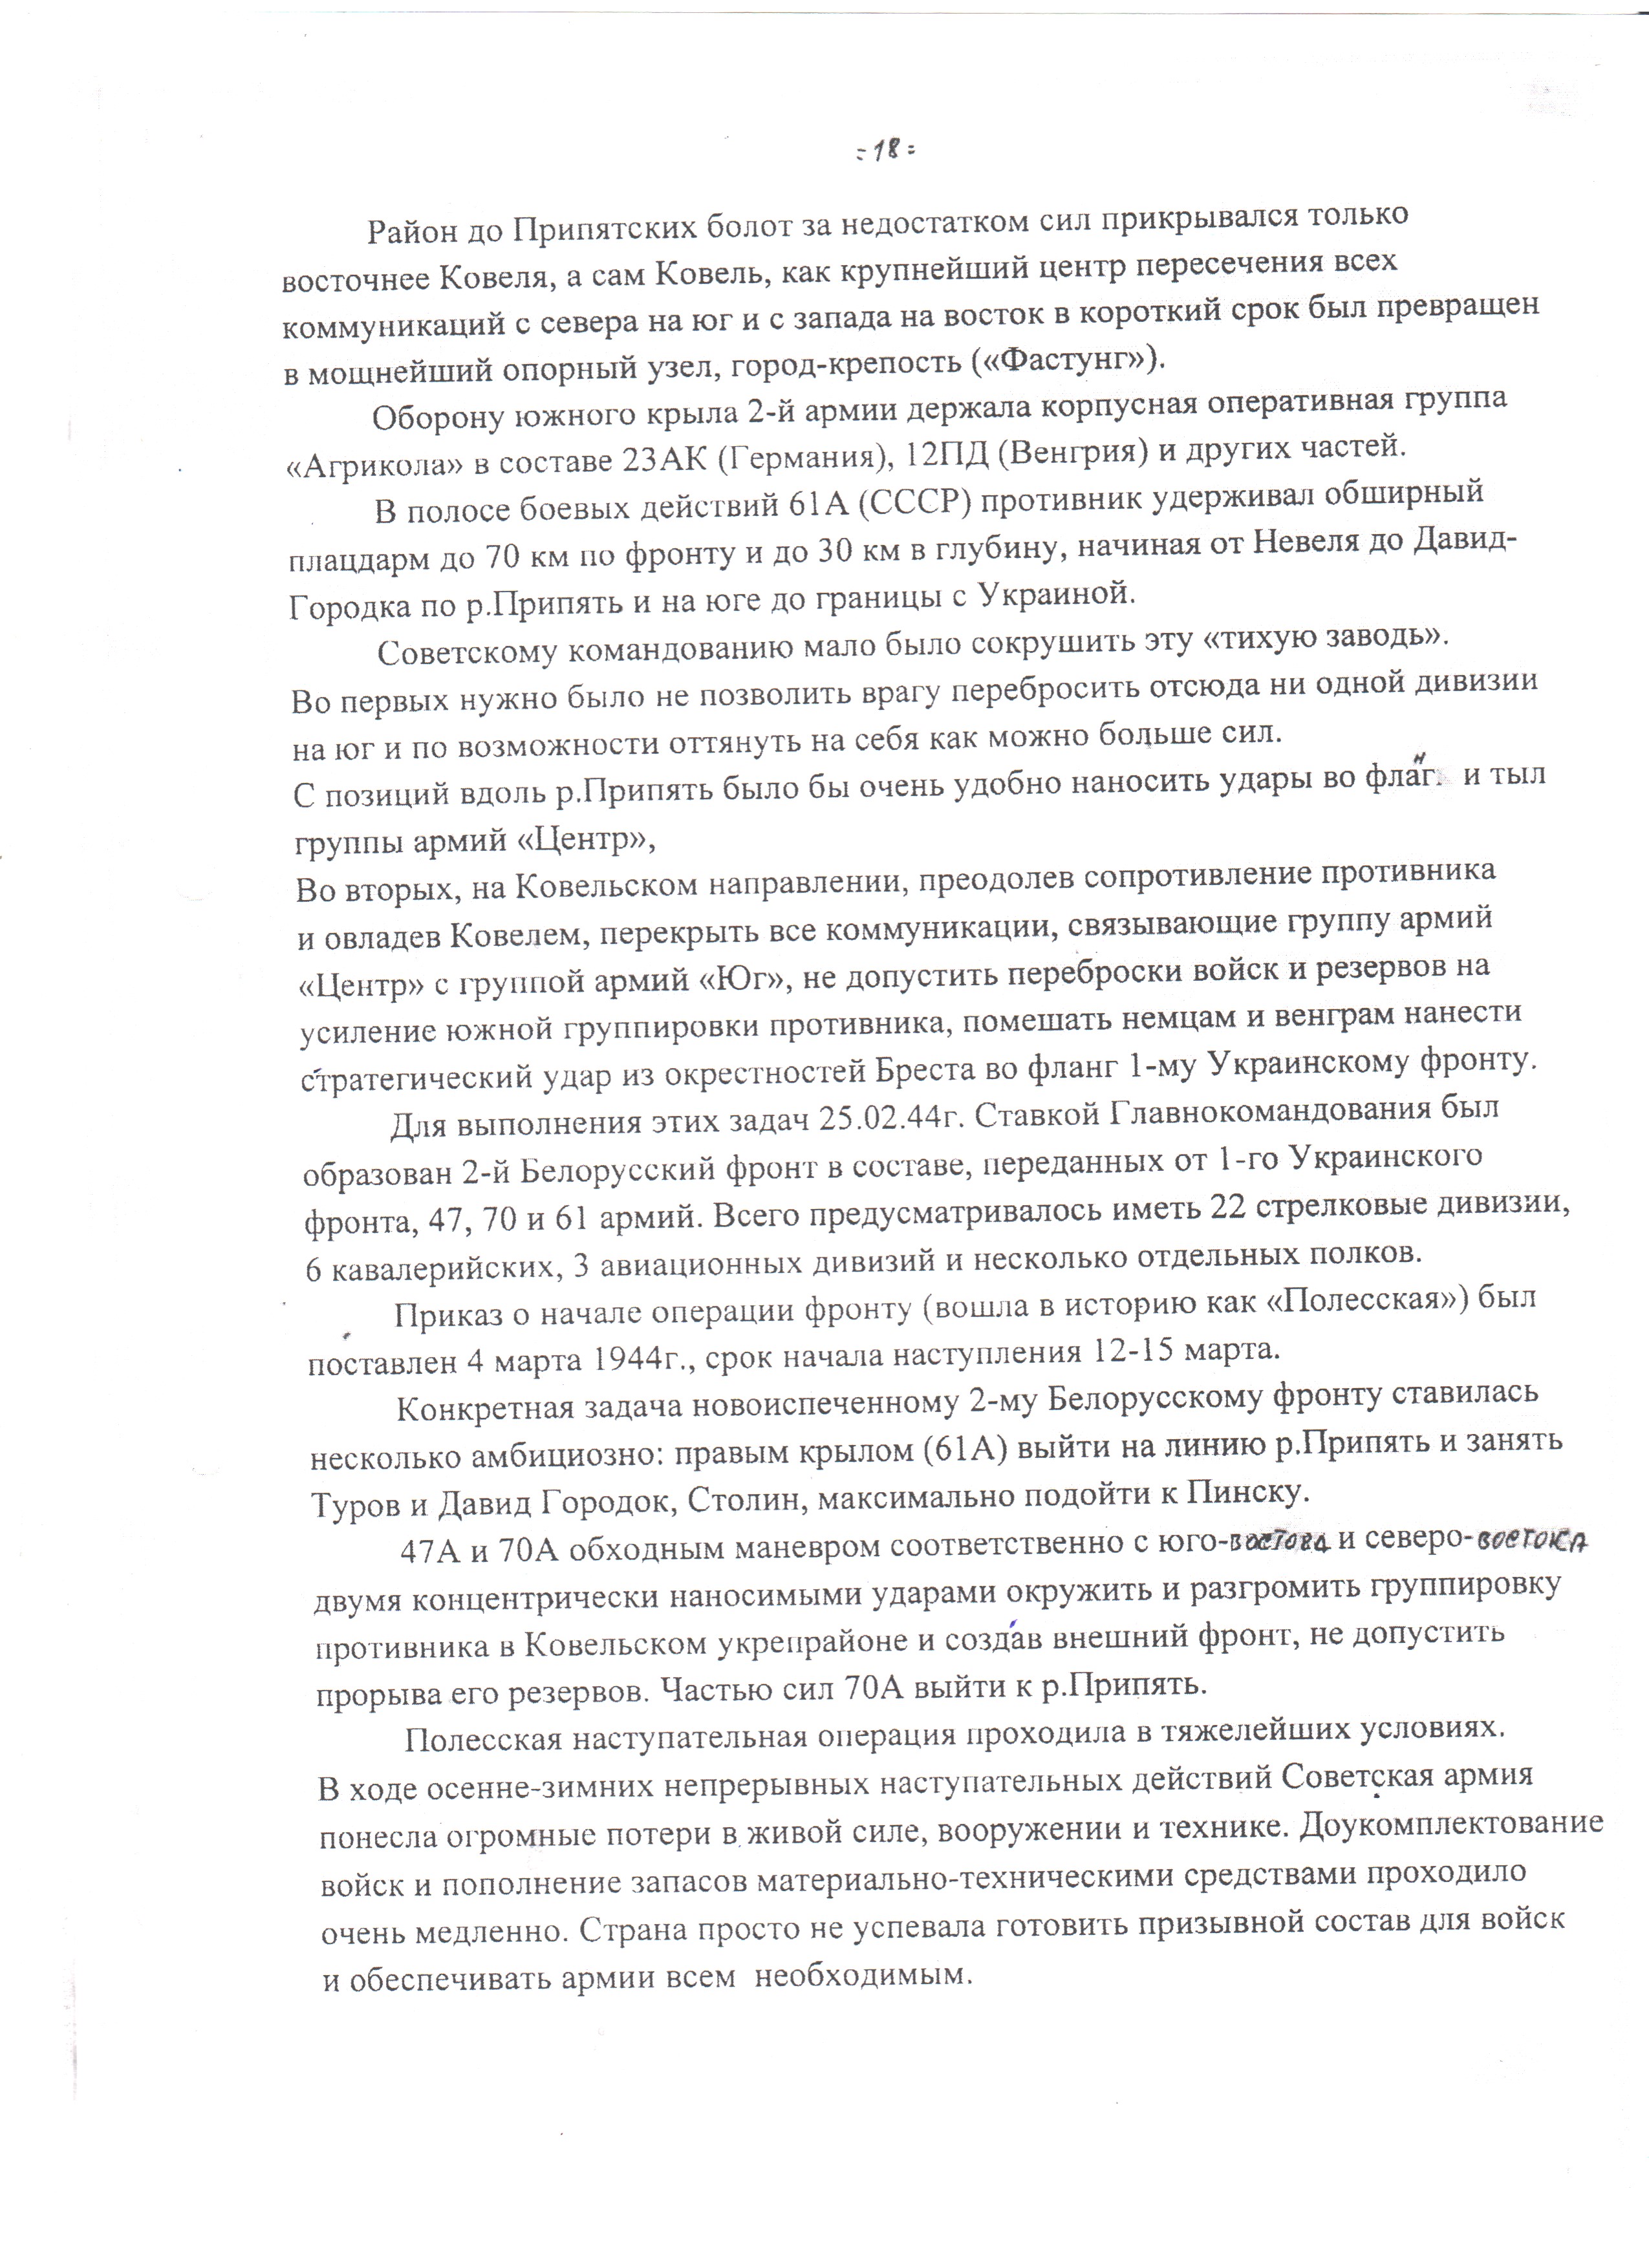 =18=
Район до Припятских болот за недостатком сил прикрывался только
восточнее Ковеля, а сам Ковель, как крупнейший центр пересечения всех
коммуникаций с севера на юг и с запада на восток в короткий срок был превращен
в мощнейший опорный узел, город-крепость («Фастунг»).
Оборону южного крыла 2-й армии держала корпусная оперативная группа
«Агрикола» в составе 23АК (Германия), 12ПД (Венгрия) и других частей.
В полосе боевых действий 61А (СССР) противник удерживал обширный
плацдарм до 70 км по фронту и до 30 км в глубину, начиная от Невеля до Давид-
Городка по р.Припять и на юге до границы с Украиной.
Советскому командованию мало было сокрушить эту «тихую заводь».
Во первых нужно было не позволить врагу перебросить отсюда ни одной дивизии
на юг и по возможности оттянуть на себя как можно больше сил.
С позиций вдоль р.Припять было бы очень удобно наносить удары во фланг и тыл
группы армий «Центр»,
Во вторых, на Ковельском направлении, преодолев сопротивление противника
и овладев Ковелем, перекрыть все коммуникации, связывающие группу армий
«Центр» с группой армий «Юг», не допустить переброски войск и резервов на
усиление южной группировки противника, помешать немцам и венграм нанести
стратегический удар из окрестностей Бреста во фланг 1-му Украинскому фронту.
Для выполнения этих задач 25.02.44г. Ставкой Главнокомандования был
образован 2-й Белорусский фронт в составе, переданных от 1-го Украинского
фронта, 47, 70 и 61 армий. Всего предусматривалось иметь 22 стрелковые дивизии,
6 кавалерийских, 3 авиационных дивизий и несколько отдельных полков.
Приказ о начале операции фронту (вошла в историю как «Полесская») был
поставлен 4 марта 1944г., срок начала наступления 12-15 марта.
Конкретная задача новоиспеченному 2-му Белорусскому фронту ставилась
несколько амбициозно: правым крылом (61А) выйти на линию р.Припять и занять
Туров и Давид Городок, Столин, максимально подойти к Пинску.
47А и 70А обходным маневром соответственно с юго-востока и северо-востока
двумя концентрически наносимыми ударами окружить и разгромить группировку
противника в Ковельском укрепрайоне и создав внешний фронт, не допустить
прорыва его резервов. Частью сил 70А выйти к р.Припять.
Полесская наступательная операция проходила в тяжелейших условиях.
В ходе осенне-зимних непрерывных наступательных действий Советская армия
понесла огромные потери в живой силе, вооружении и технике. Доукомплектование
войск и пополнение запасов материально-техническими средствами проходило
очень медленно. Страна просто не успевала готовить призывной состав для войск
и обеспечивать армии всем необходимым.